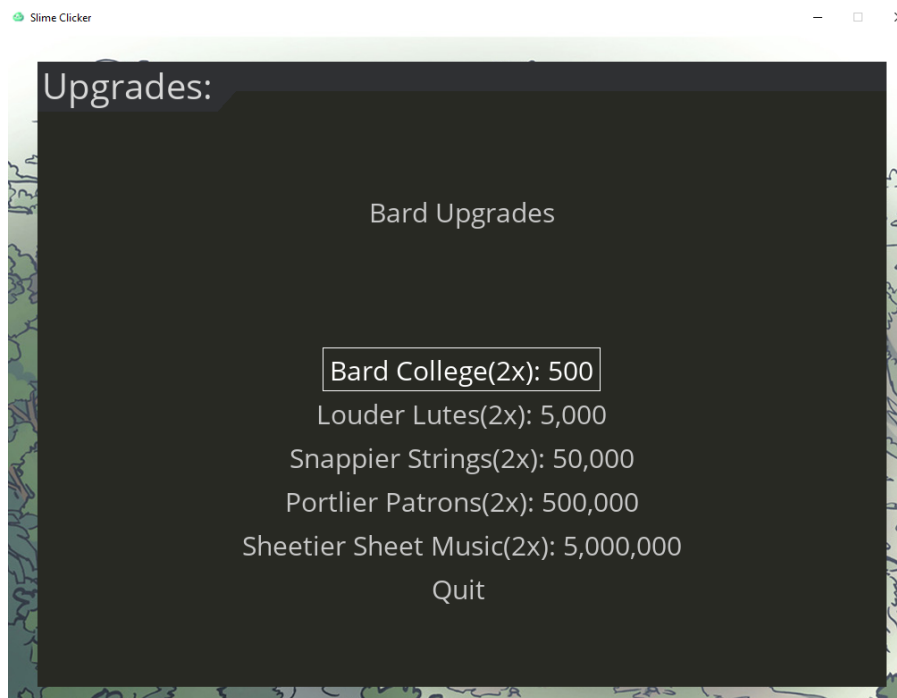 Slime Clicker
Upgrades:
Bard Upgrades
Bard College(2x): 500
Louder Lutes(2x): 5,000
Snappier Strings(2x): 50,000
Portlier Patrons(2x): 500,000
Sheetier Sheet Music(2x): 5,000,000
Quit